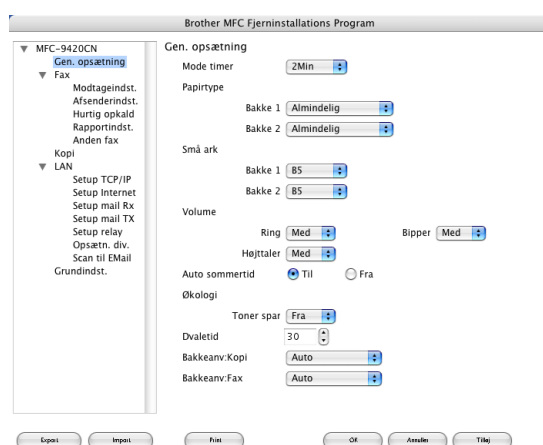 Brother MFC Fjerninstallations Program
MFC-9420CN
Gen. opsætning
Fax
Modtageindst.
Afsenderindst.
Hurtig opkald
Rapportindst.
Anden fax
Kopi
LAN
Setup TCP/IP
Setup Internet
Setup mail Rx
Setup mail TX
Setup relay
Opsætn. div.
Scan til EMail
Grundindst.
Gen. opsætning
Mode timer 2Min
Papirtype
Bakke 1 Almindelig
Bakke 2 Almindelig
Små ark
Bakke 1 B5
Bakke 2 B5
Volume
Ring Med Bipper Med
Højttaler Med
Auto sommertid Til Fra
Økologi
Toner spar Fra
Dvaletid 30
Bakkeanv:Kopi Auto
Bakkeanv:Fax Auto
Export Import Print OK Annuller Tilføj